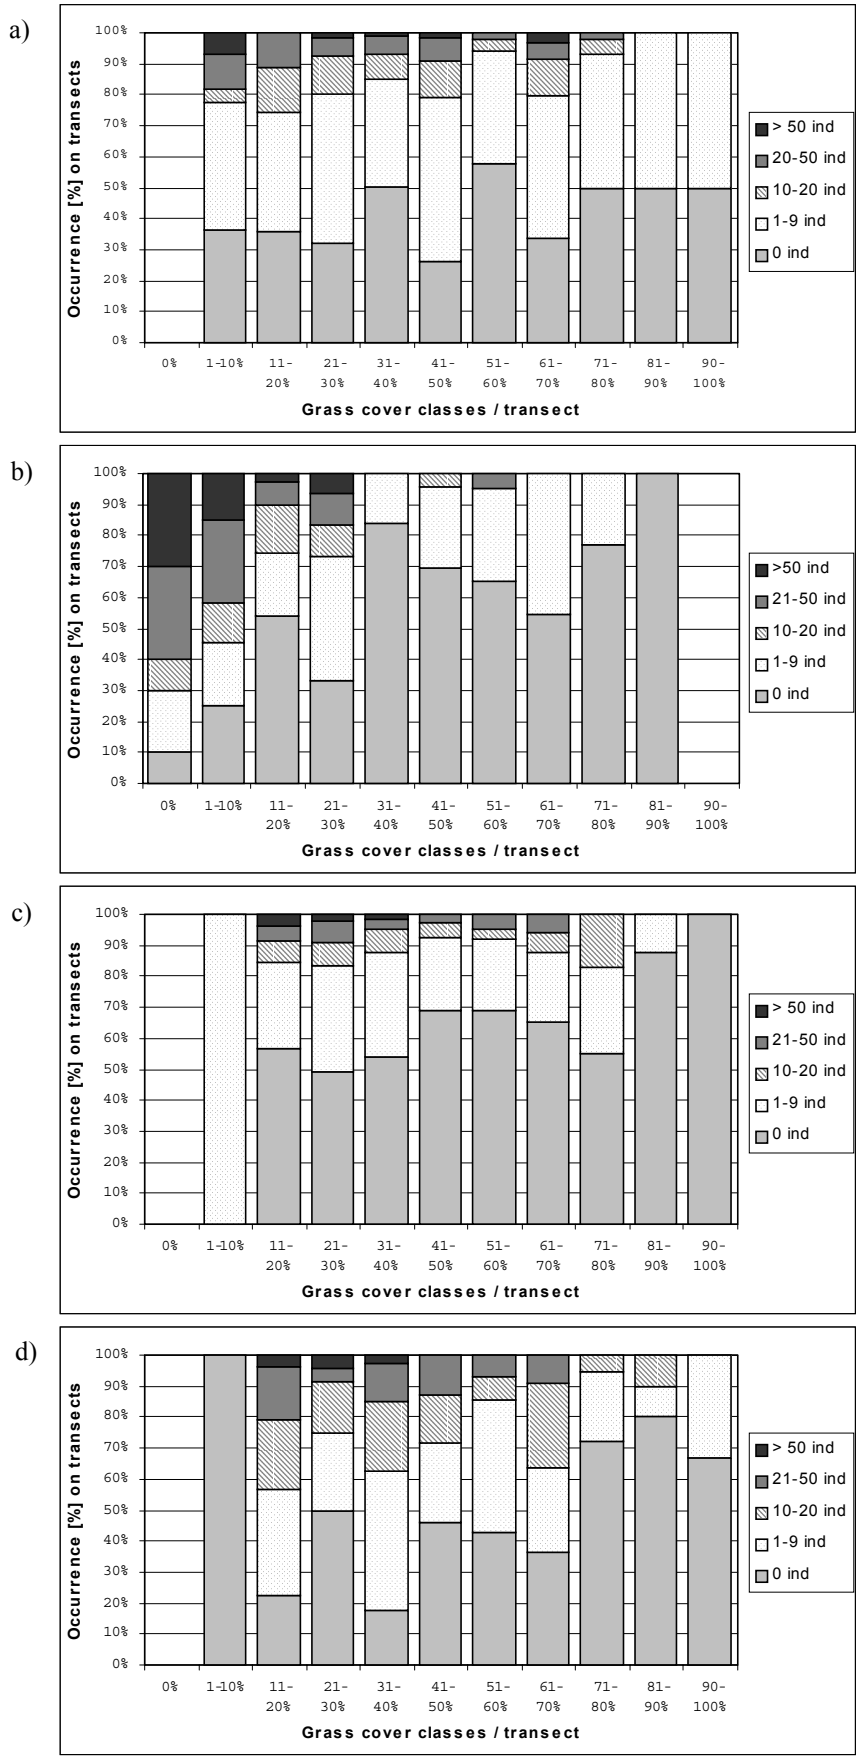 a)
100%
90%
80%
70%
60%
50%
40%
30%
20%
10%
0%
Occurrence [%] on transects
0% 1-10% 11- 21- 31- 41- 51- 61- 71- 81- 90-
20% 30% 40% 50% 60% 70% 80% 90% 100%
Grass cover classes / transect
> 50 ind
20-50 ind
10-20 ind
1-9 ind
0 ind
b)
100%
90%
80%
70%
60%
50%
40%
30%
20%
10%
0%
Occurrence [%] on transects
0% 1-10% 11- 21- 31- 41- 51- 61- 71- 81- 90-
20% 30% 40% 50% 60% 70% 80% 90% 100%
Grass cover classes / transect
>50 ind
21-50 ind
10-20 ind
1-9 ind
0 ind
c)
100%
90%
80%
70%
60%
50%
40%
30%
20%
10%
0%
Occurrence [%] on transects
0% 1-10% 11- 21- 31- 41- 51- 61- 71- 81- 90-
20% 30% 40% 50% 60% 70% 80% 90% 100%
Grass cover classes / transect
> 50 ind
21-50 ind
10-20 ind
1-9 ind
0 ind
d)
100%
90%
80%
70%
60%
50%
40%
30%
20%
10%
0%
Occurrence [%] on transects
0% 1-10% 11- 21- 31- 41- 51- 61- 71- 81- 90-
20% 30% 40% 50% 60% 70% 80% 90% 100%
Grass cover classes / transect
> 50 ind
21-50 ind
10-20 ind
1-9 ind
0 ind